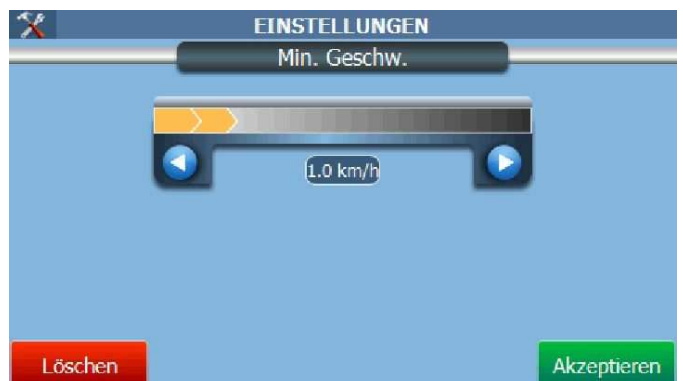 EINSTELLUNGEN
Min. Geschw.
1.0 km/h
Löschen
Akzeptieren